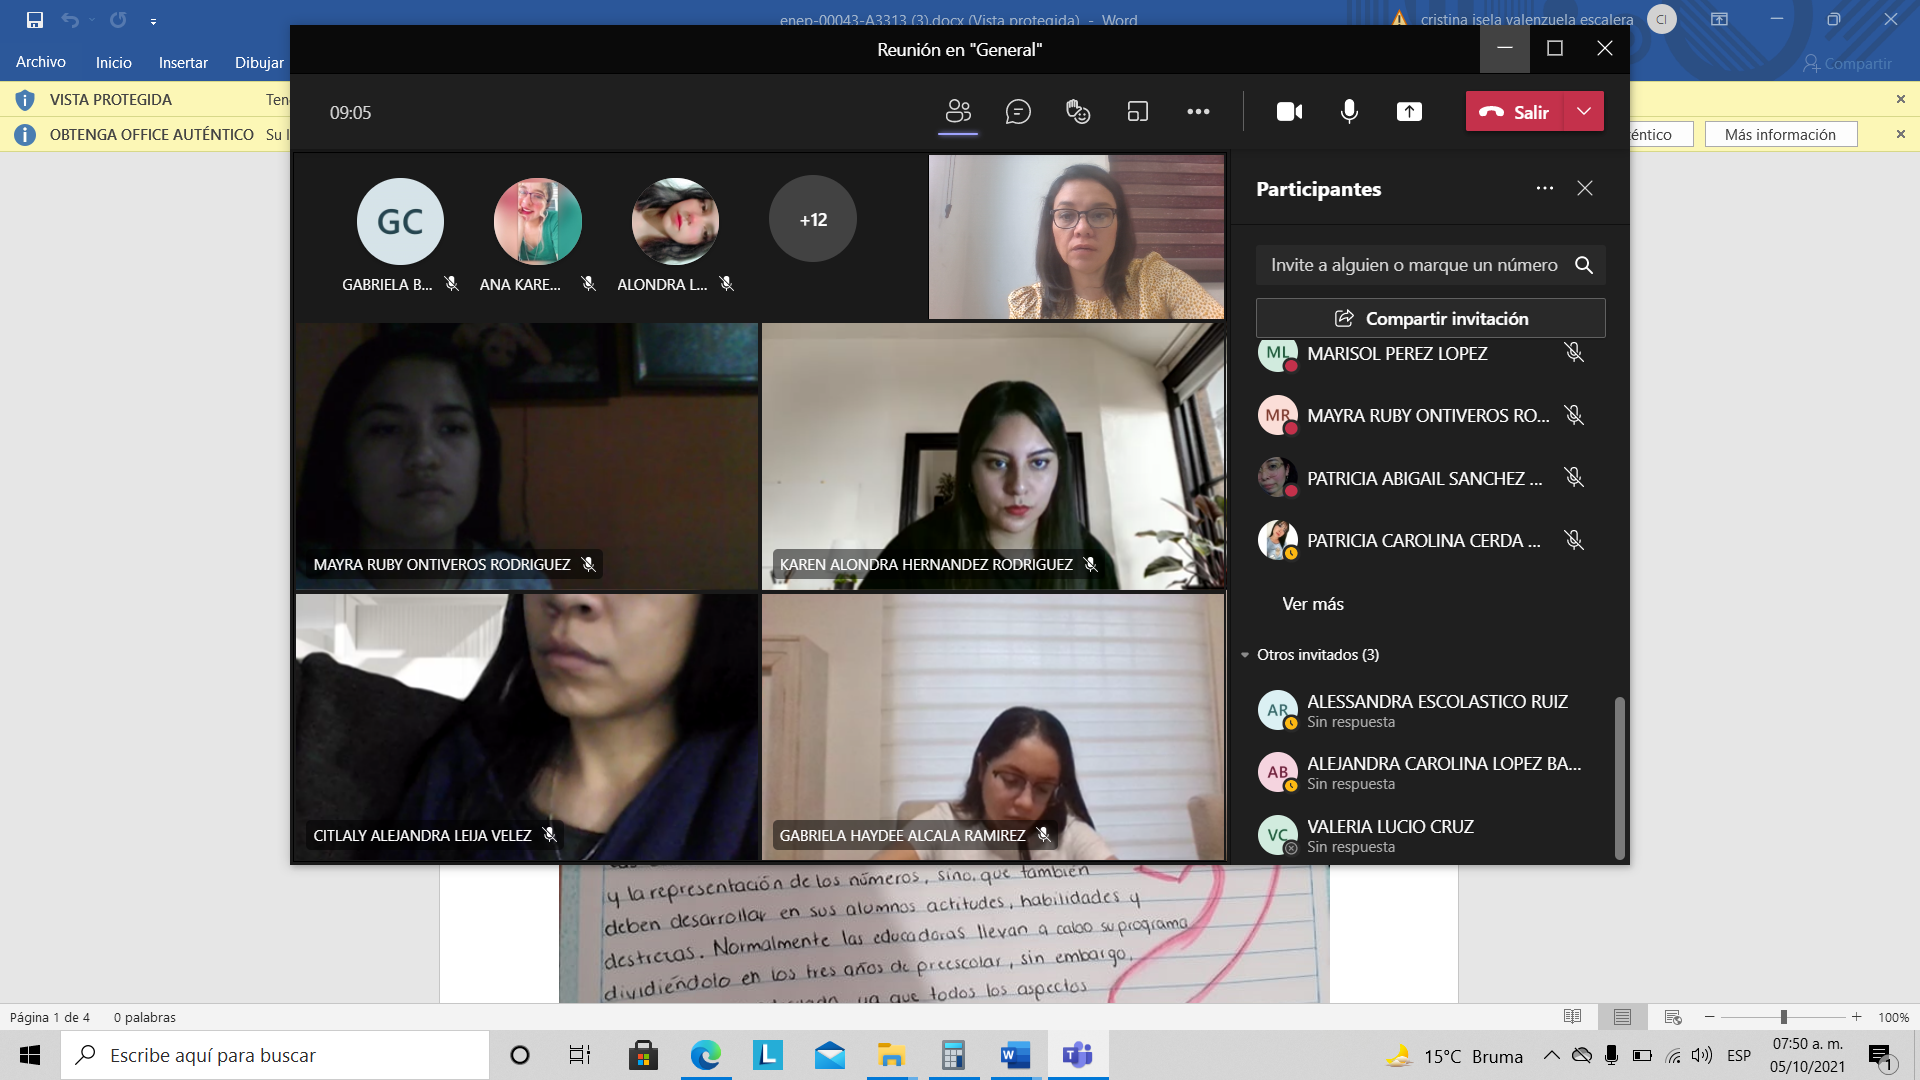 enep-00043-A3313 (3).docx (Vista protegida) - Word
cristina isela valenzuela escalera
CI
Archivo
Inicio
Insertar
Dibujar
Compartir
VISTA PROTEGIDA
Ten
OBTENGA OFFICE AUTÉNTICO
Su l
éntico
Más información
Reunión en "General"
09:05
Salir
GC
+12
GABRIELA B...
ANA KARE...
ALONDRA L...
MAYRA RUBY ONTIVEROS RODRIGUEZ
KAREN ALONDRA HERNANDEZ RODRIGUEZ
CITLALY ALEJANDRA LEIJA VELEZ
GABRIELA HAYDEE ALCALA RAMIREZ
Participantes
Invite a alguien o marque un número
Compartir invitación
ML
MARISOL PEREZ LOPEZ
MR
MAYRA RUBY ONTIVEROS RO...
PATRICIA ABIGAIL SANCHEZ ...
PATRICIA CAROLINA CERDA ...
Ver más
Otros invitados (3)
AR
ALESSANDRA ESCOLASTICO RUIZ
Sin respuesta
AB
ALEJANDRA CAROLINA LOPEZ BA...
Sin respuesta
VC
VALERIA LUCIO CRUZ
Sin respuesta
y la representación de los números, sino, que también
deben desarrollar en sus alumnos actitudes, habilidades y
destrezas. Normalmente las educadoras llevan a cabo su programa
dividiéndolo en los tres años de preescolar, sin embargo,
ya que todos los aspectos
Página 1 de 4
0 palabras
100%
Escribe aquí para buscar
15°C Bruma
ESP
07:50 a. m.
05/10/2021
1